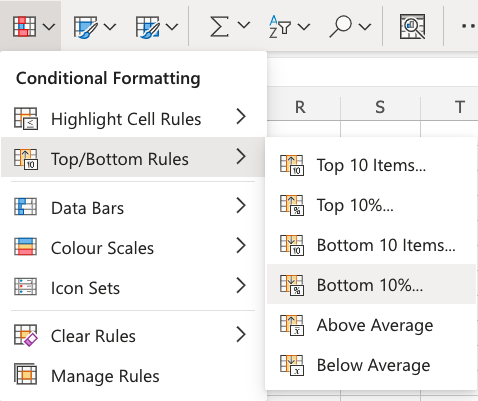 Conditional Formatting
R S T
Highlight Cell Rules
Top/Bottom Rules
Data Bars
Colour Scales
Icon Sets
Clear Rules
Manage Rules
Top 10 Items...
Top 10%...
Bottom 10 Items...
Bottom 10%...
Above Average
Below Average